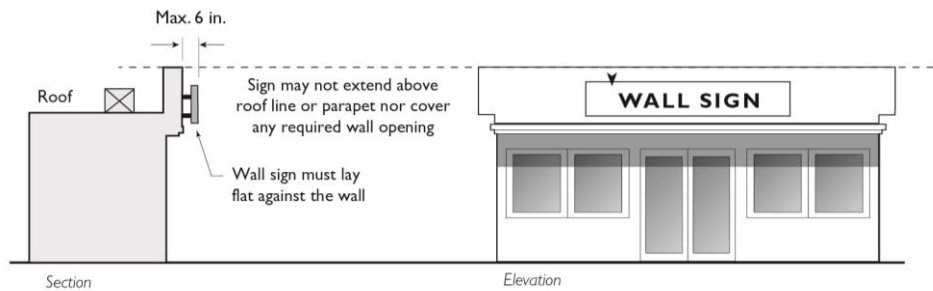 Max. 6 in.
Roof
Sign may not extend above
roof line or parapet nor cover
any required wall opening
Wall sign must lay
flat against the wall
WALL SIGN
Section
Elevation